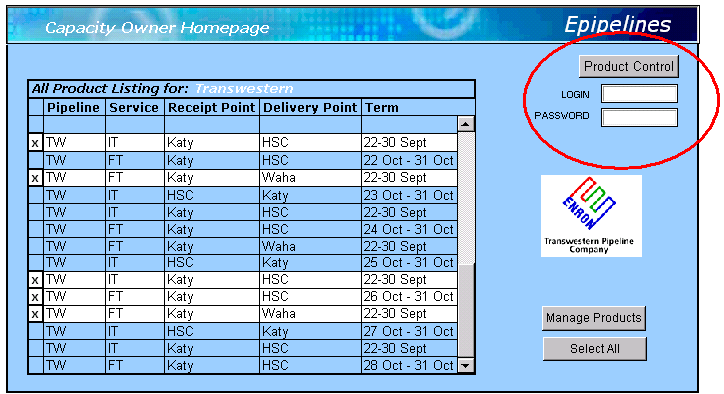 Capacity Owner Homepage
Epipelines
Product Control
LOGIN
PASSWORD
All Product Listing for: Transwestern
Pipeline Service Receipt Point Delivery Point Term
x TW IT Katy HSC 22-30 Sept
TW FT Katy HSC 22 Oct - 31 Oct
x TW FT Katy Waha 22-30 Sept
TW IT HSC Katy 23 Oct - 31 Oct
TW IT Katy HSC 22-30 Sept
TW FT Katy HSC 24 Oct - 31 Oct
TW FT Katy Waha 22-30 Sept
TW IT HSC Katy 25 Oct - 31 Oct
x TW IT Katy HSC 22-30 Sept
x TW FT Katy HSC 26 Oct - 31 Oct
x TW FT Katy Waha 22-30 Sept
TW IT HSC Katy 27 Oct - 31 Oct
TW IT Katy HSC 22-30 Sept
TW FT Katy HSC 28 Oct - 31 Oct
ENRON
Transwestern Pipeline
Company
Manage Products
Select All